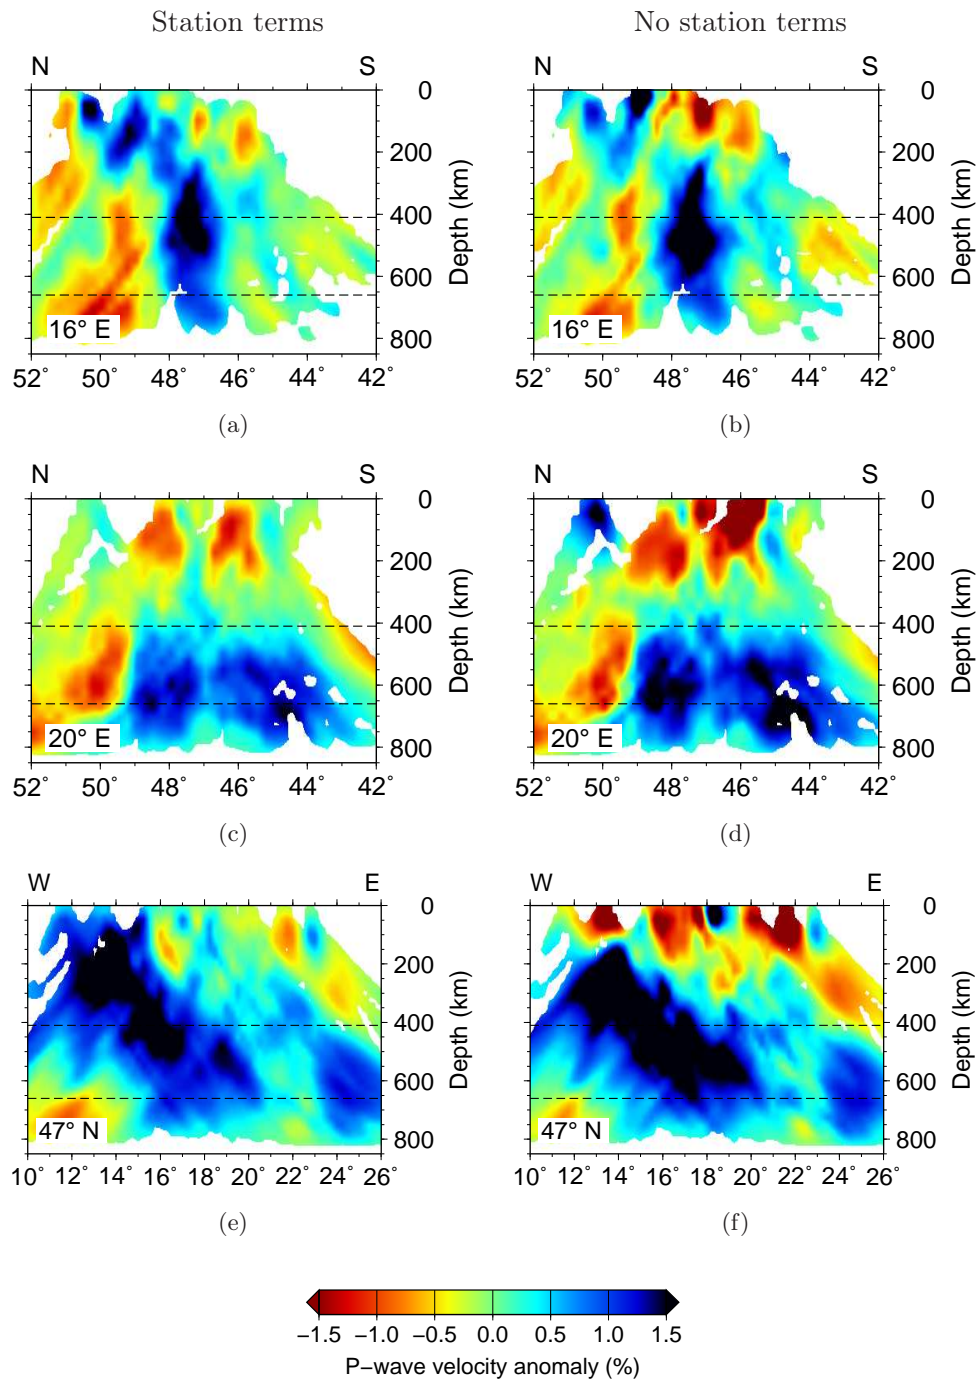 Station terms No station terms
N S N S
0 0
200 200
400 400
600 600
800 800
Depth (km) Depth (km)
16° E 16° E
52° 50° 48° 46° 44° 42° 52° 50° 48° 46° 44° 42°
(a) (b)
N S N S
0 0
200 200
400 400
600 600
800 800
Depth (km) Depth (km)
20° E 20° E
52° 50° 48° 46° 44° 42° 52° 50° 48° 46° 44° 42°
(c) (d)
W E W E
0 0
200 200
400 400
600 600
800 800
Depth (km) Depth (km)
47° N 47° N
10 12° 14° 16° 18° 20° 22° 24° 26° 10° 12° 14° 16° 18° 20° 22° 24° 26°
(e) (f)
−1.5 −1.0 −0.5 0.0 0.5 1.0 1.5
P−wave velocity anomaly (%)